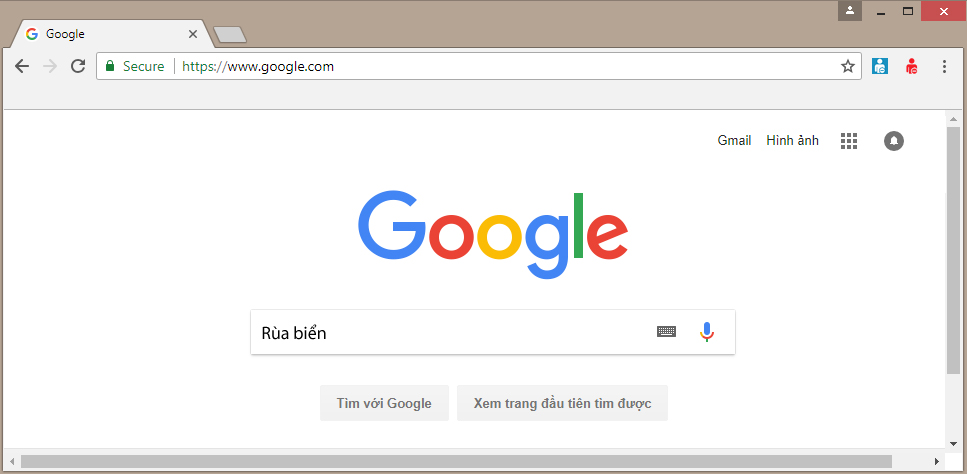 Google
Secure https://www.google.com
Gmail Hình ảnh
Google
Rùa biển
Tìm với Google Xem trang đầu tiên tìm được